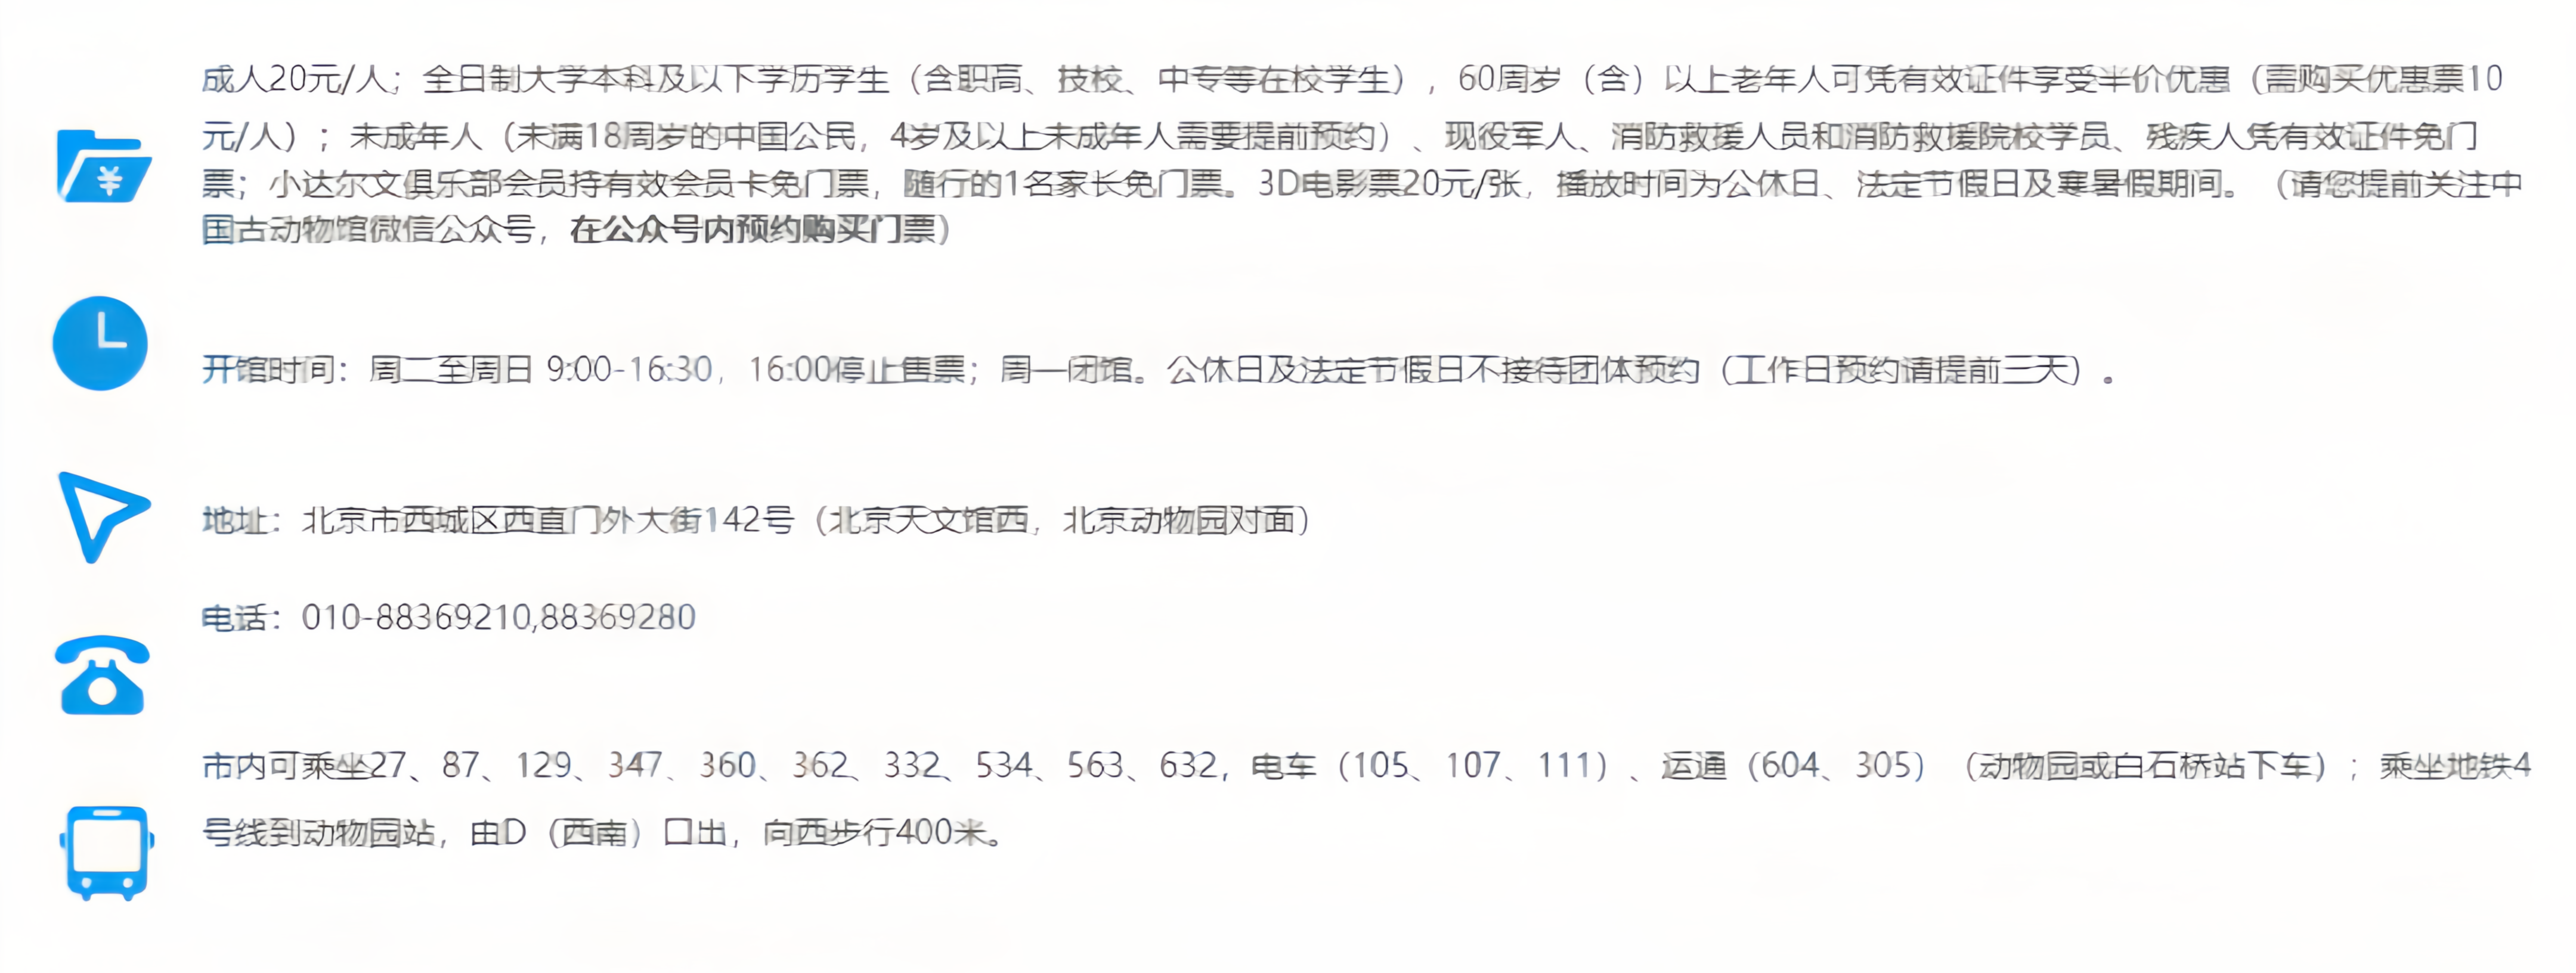 成人20元/人；全日制大学本科及以下学历学生（含职高、技校、中专等在校学生），60周岁（含）以上老年人可凭有效证件享受半价优惠（需购买优惠票10
元/人）；未成年人（未满18周岁的中国公民，4岁及以上未成年人需要提前预约）、现役军人、消防救援人员和消防救援院校学员、残疾人凭有效证件免门
票；小达尔文俱乐部会员持有效会员卡免门票，随行的1名家长免门票。3D电影票20元/张，播放时间为公休日、法定节假日及寒暑假期间。（请您提前关注中
国古动物馆微信公众号，在公众号内预约购买门票）
开馆时间：周二至周日 9:00-16:30，16:00停止售票；周一闭馆。公休日及法定节假日不接待团体预约（工作日预约请提前三天）。
地址：北京市西城区西直门外大街142号（北京天文馆西，北京动物园对面）
电话：010-88369210,88369280
市内可乘坐27、87、129、347、360、362、332、534、563、632，电车（105、107、111）、运通（604、305）（动物园或白石桥站下车）；乘坐地铁4
号线到动物园站，由D（西南）口出，向西步行400米。